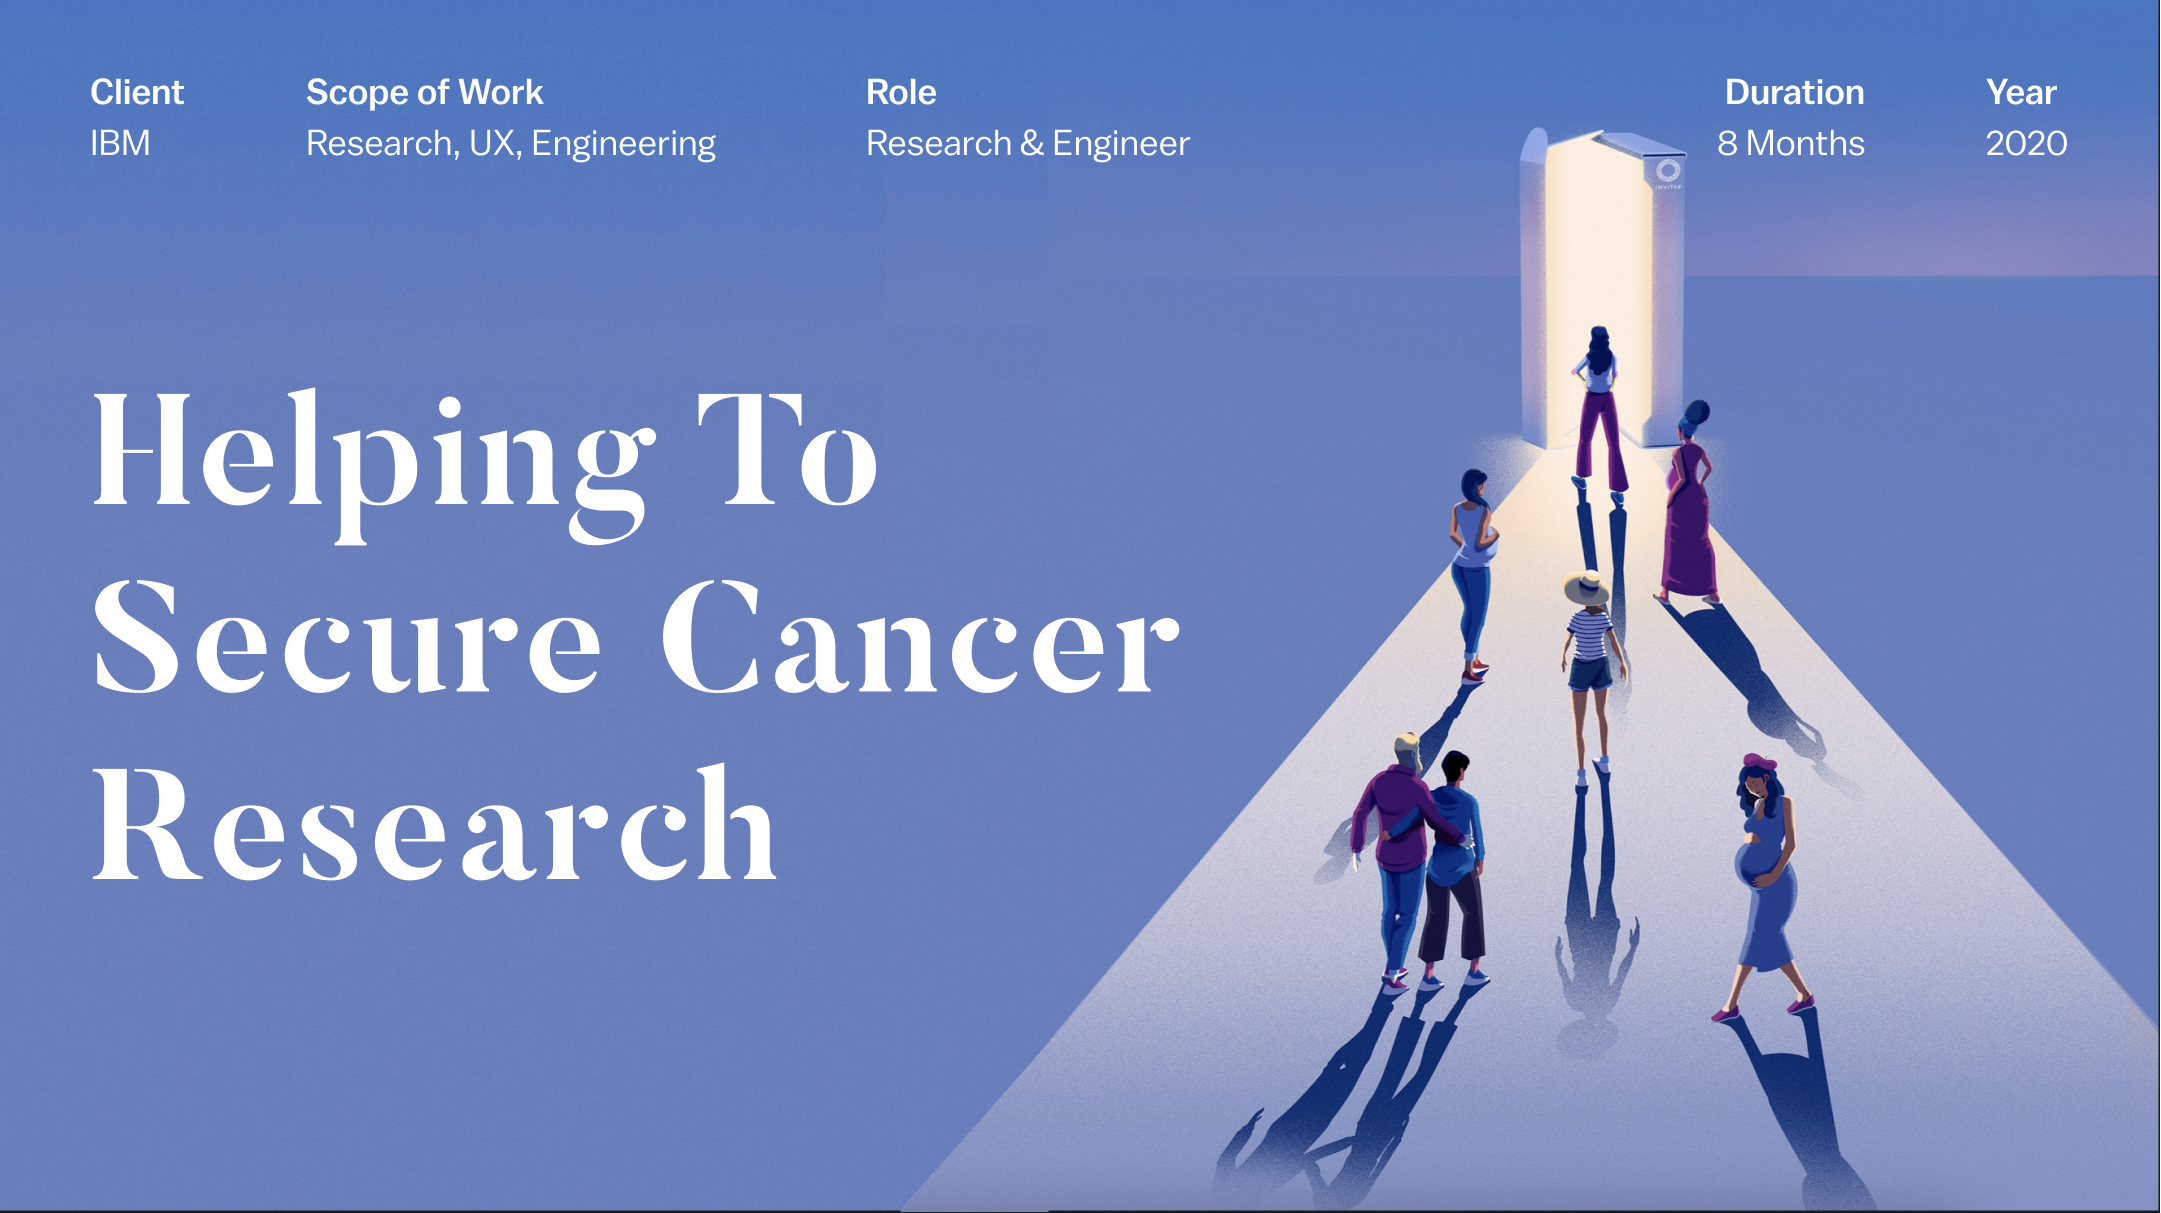 Client
IBM
Scope of Work
Research, UX, Engineering
Role
Research & Engineer
Duration
8 Months
Year
2020
INVITAE
Helping To
Secure Cancer
Research